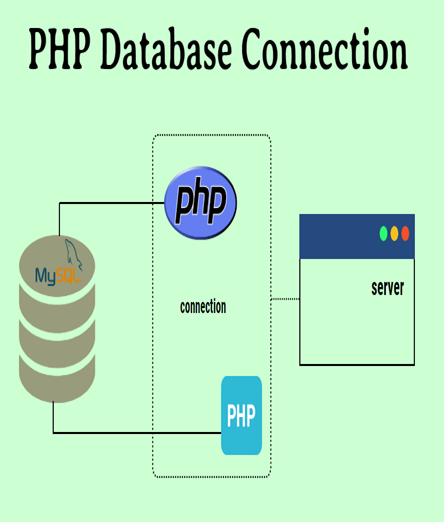 PHP Database Connection
php
MySQL
connection
server
PHP